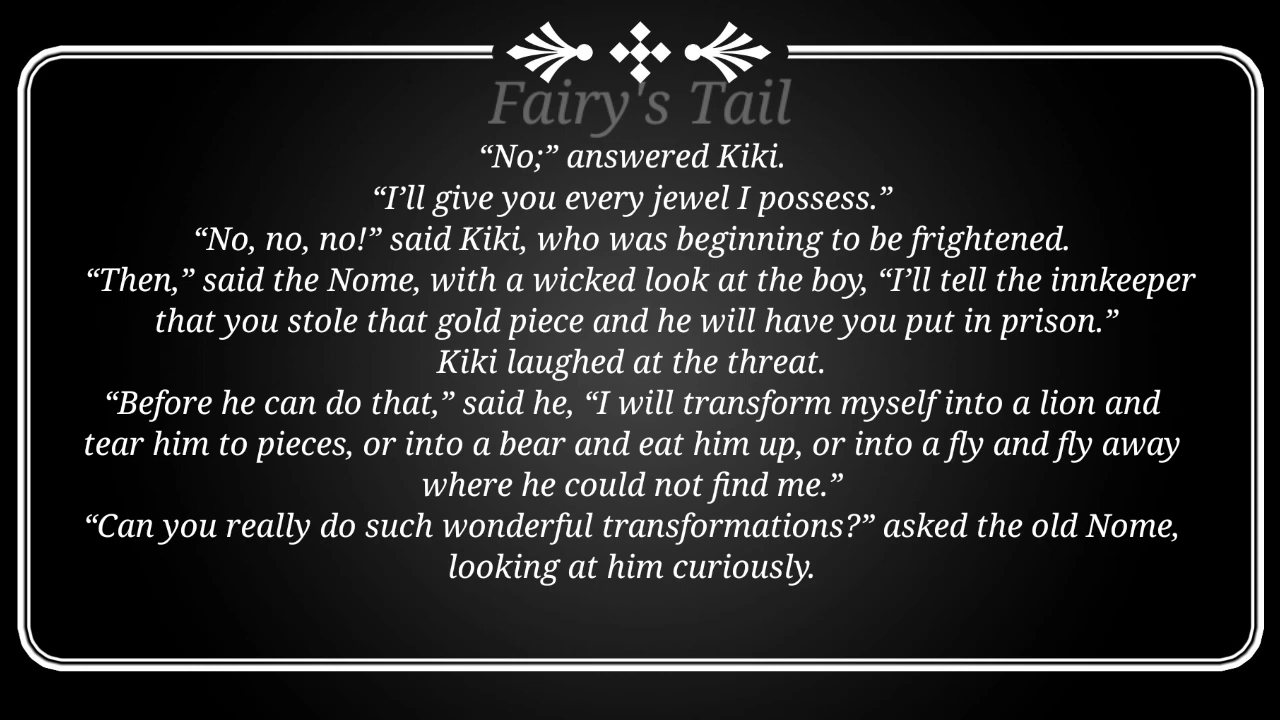 Fairy's Tail
“No;” answered Kiki.
“I’ll give you every jewel I possess.”
“No, no, no!” said Kiki, who was beginning to be frightened.
“Then,” said the Nome, with a wicked look at the boy, “I’ll tell the innkeeper
that you stole that gold piece and he will have you put in prison.”
Kiki laughed at the threat.
“Before he can do that,” said he, “I will transform myself into a lion and
tear him to pieces, or into a bear and eat him up, or into a fly and fly away
where he could not find me.”
“Can you really do such wonderful transformations?” asked the old Nome,
looking at him curiously.